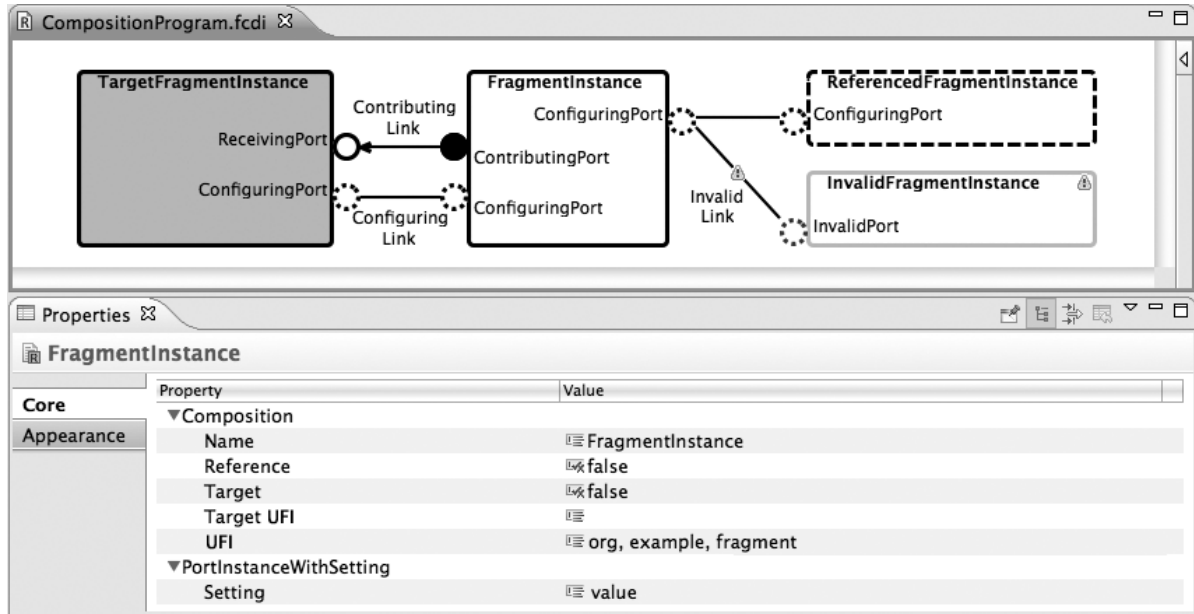 CompositionProgram.fcdi
TargetFragmentInstance
ReceivingPort
ConfiguringPort
Contributing
Link
Configuring
Link
FragmentInstance
ConfiguringPort
ContributingPort
ConfiguringPort
Invalid
Link
ReferencedFragmentInstance
ConfiguringPort
InvalidFragmentInstance
InvalidPort
Properties
FragmentInstance
Core
Appearance
Property Value
Composition
Name FragmentInstance
Reference false
Target false
Target UFI
UFI org, example, fragment
PortInstanceWithSetting
Setting value